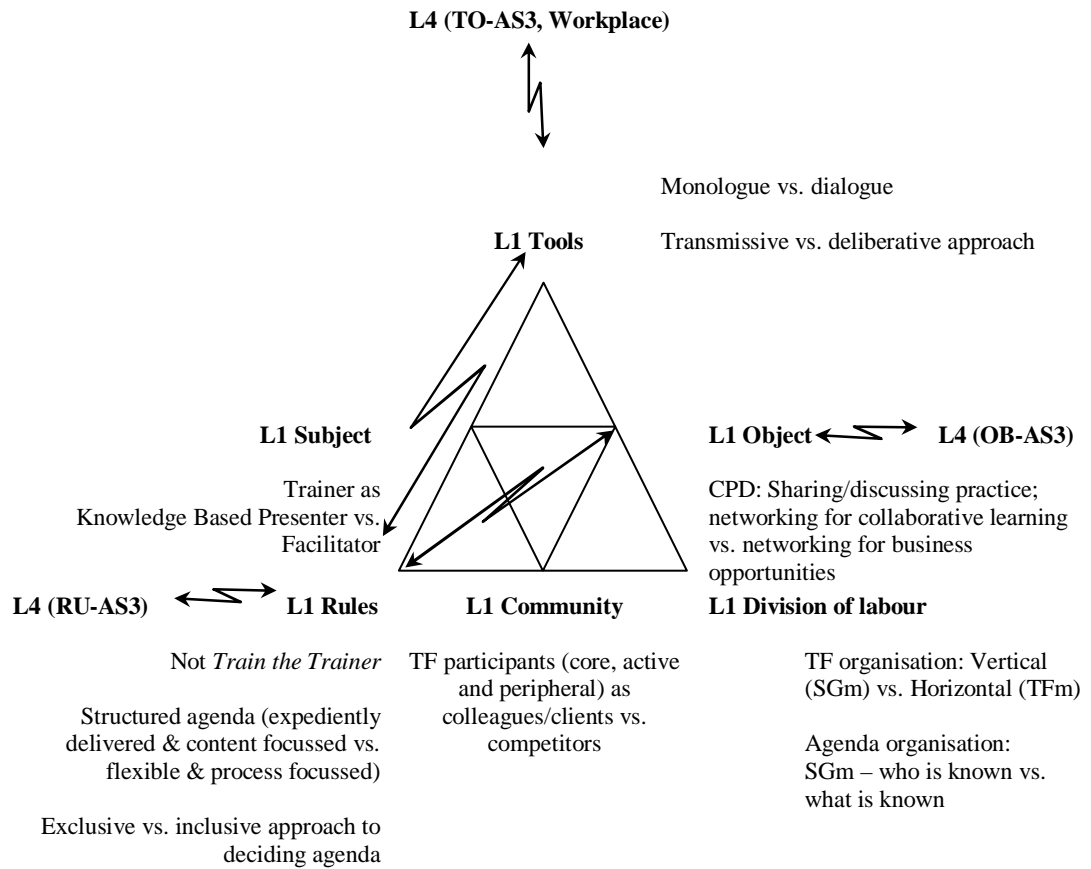 L4 (TO-AS3, Workplace)
Monologue vs. dialogue
L1 Tools
Transmissive vs. deliberative approach
L1 Subject
L1 Object
L4 (OB-AS3)
Trainer as
Knowledge Based Presenter vs.
Facilitator
CPD: Sharing/discussing practice;
networking for collaborative learning
vs. networking for business
opportunities
L4 (RU-AS3)
L1 Rules
L1 Community
L1 Division of labour
Not Train the Trainer
Structured agenda (expediently
delivered & content focussed vs.
flexible & process focussed)
Exclusive vs. inclusive approach to
deciding agenda
TF participants (core, active
and peripheral) as
colleagues/clients vs.
competitors
TF organisation: Vertical
(SGm) vs. Horizontal (TFm)
Agenda organisation:
SGm – who is known vs.
what is known